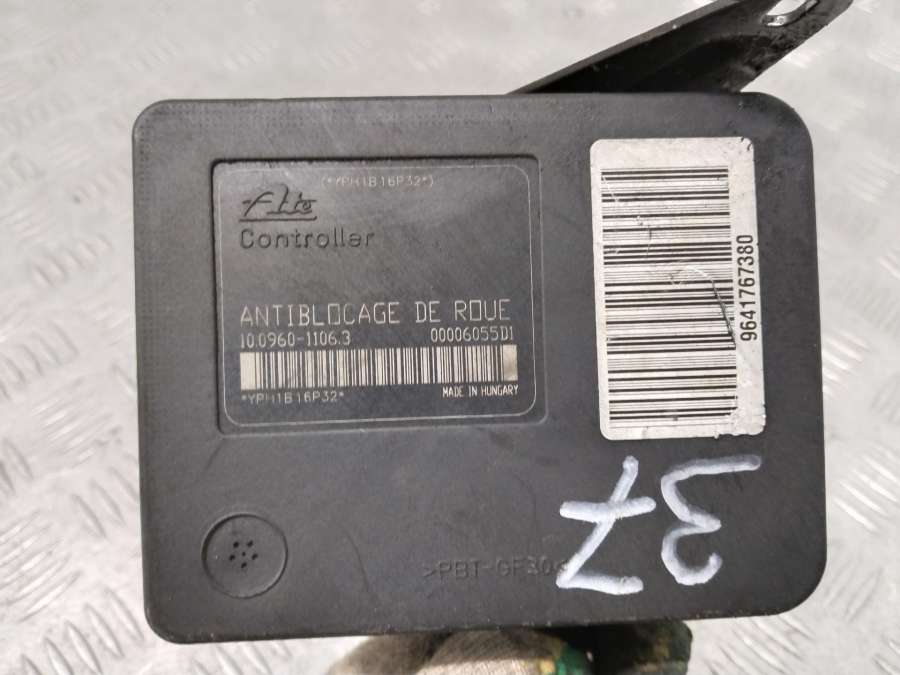 (*YPH1B16P32*)
Ate
Controller
ANTIBLOCAGE DE ROUE
10.0960-1106.3 00006055D1
*YPH1B16P32*
MADE IN HUNGARY
9641767380
37
>PBT-GF30<